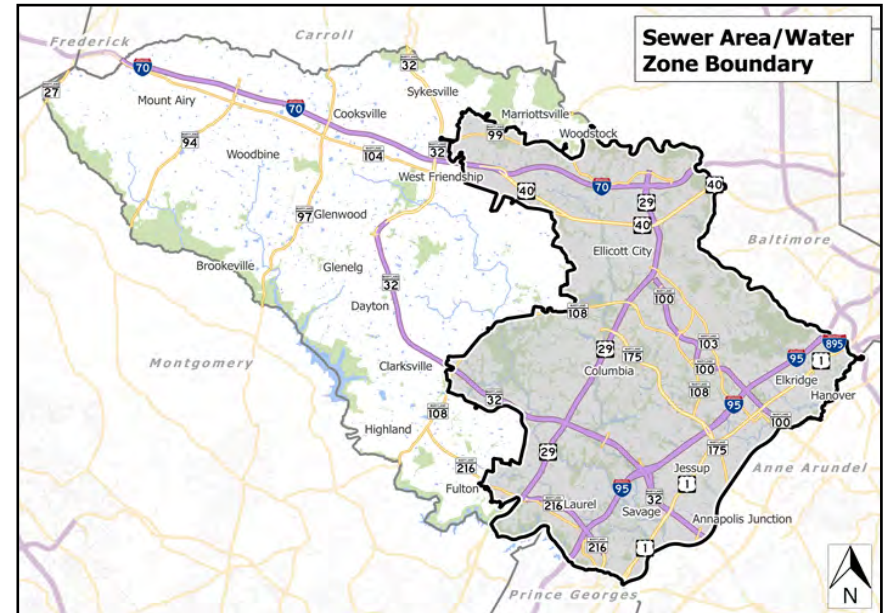 Sewer Area/Water
Zone Boundary
Frederick
Carroll
27
70
Mount Airy
94
Woodbine
70
Cooksville
104
32
Sykesville
32
West Friendship
Marriottsville
99
Woodstock
40
70
29
40
40
97
Glenwood
Glenelg
Brookeville
Dayton
32
Ellicott City
Baltimore
108
100
103
100
108
29
175
Columbia
895
95
1
Elkridge
Hanover
95
100
Montgomery
Clarksville
32
108
Highland
216
Fulton
29
175
Jessup
1
Anne Arundel
95
32
Savage
Annapolis Junction
216
Laurel
216
1
Prince Georges
N